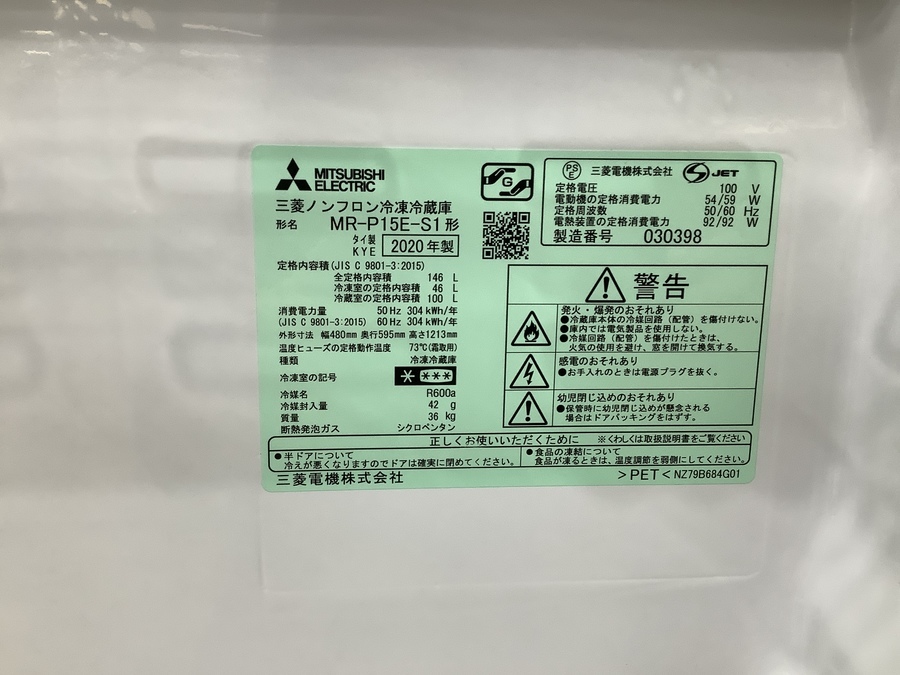 MITSUBISHI
ELECTRIC
三菱ノンフロン冷凍冷蔵庫
形名 MR-P15E-S1形
タイ製
KYE 2020年製
定格内容積(JIS C 9801-3:2015)
全定格内容積 146 L
冷凍室の定格内容積 46 L
冷蔵室の定格内容積 100 L
消費電力量 50 Hz 304 kWh/年
(JIS C 9801-3:2015) 60 Hz 304 kWh/年
外形寸法 幅480mm 奥行595mm 高さ1213mm
温度ヒューズの定格動作温度 73℃(霜取用)
種類 冷凍冷蔵庫
冷凍室の記号 * ***
冷媒名 R600a
冷媒封入量 42 g
質量 36 kg
断熱発泡ガス シクロペンタン
G
PS
E
三菱電機株式会社 S JET
定格電圧 100 V
電動機の定格消費電力 54/59 W
定格周波数 50/60 Hz
電熱装置の定格消費電力 92/92 W
製造番号 030398
警告
発火・爆発のおそれあり
●冷蔵庫本体の冷媒回路(配管)を傷付けない。
●庫内では電気製品を使用しない。
●冷媒回路(配管)を傷付けたときは、
火気の使用を避け、窓を開けて換気する。
感電のおそれあり
●お手入れのときは電源プラグを抜く。
幼児閉じ込めのおそれあり
●保管時に幼児閉じ込めが懸念される
場合はドアパッキングをはずす。
正しくお使いいただくために ※くわしくは取扱説明書をご覧ください
●半ドアについて
冷えが悪くなりますのでドアは確実に閉めてください。
●食品の凍結について
食品が凍るときは、温度調節を弱側にしてください。
三菱電機株式会社
>PET< NZ79B684G01